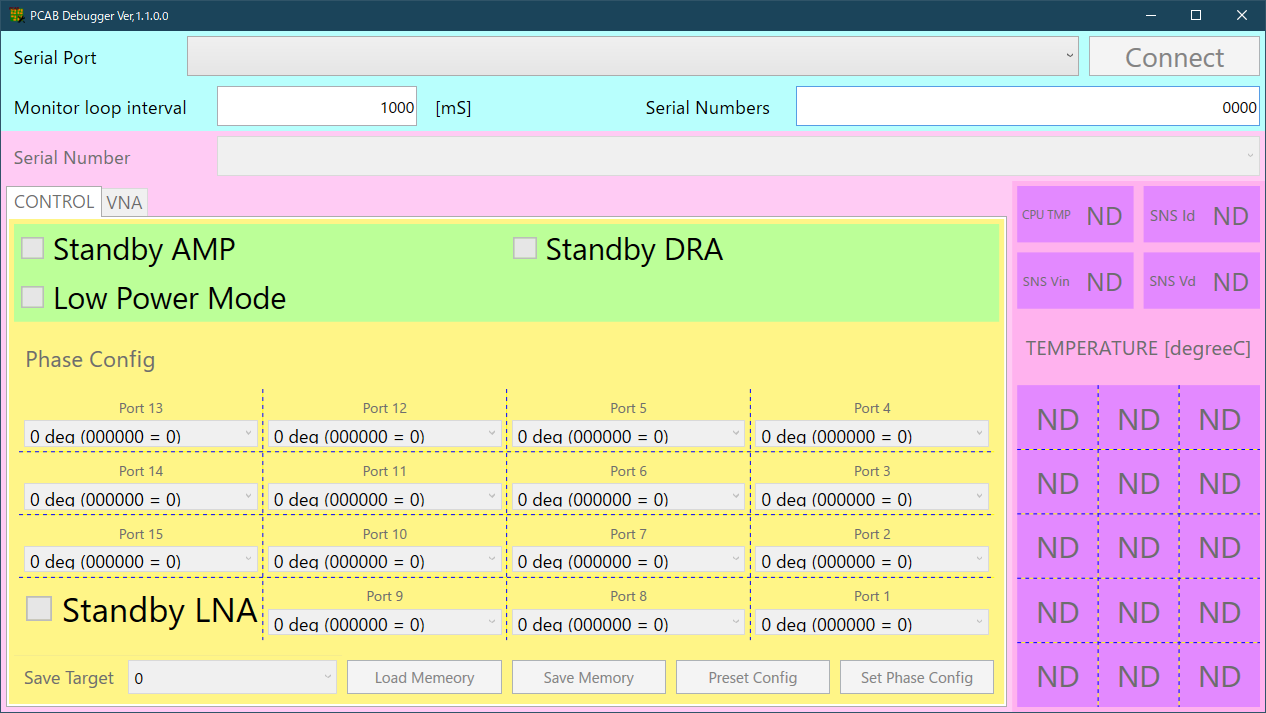 PCAB Debugger Ver,1.1.0.0
Serial Port
Connect
Monitor loop interval 1000 [mS] Serial Numbers 0000
Serial Number
CONTROL VNA
CPU TMP ND SNS Id ND
Standby AMP Standby DRA
SNS Vin ND SNS Vd ND
Low Power Mode
TEMPERATURE [degreeC]
Phase Config
Port 13 Port 12 Port 5 Port 4
0 deg (000000 = 0) 0 deg (000000 = 0) 0 deg (000000 = 0) 0 deg (000000 = 0)
ND ND ND
Port 14 Port 11 Port 6 Port 3
0 deg (000000 = 0) 0 deg (000000 = 0) 0 deg (000000 = 0) 0 deg (000000 = 0)
ND ND ND
Port 15 Port 10 Port 7 Port 2
0 deg (000000 = 0) 0 deg (000000 = 0) 0 deg (000000 = 0) 0 deg (000000 = 0)
ND ND ND
Port 9 Port 8 Port 1
Standby LNA 0 deg (000000 = 0) 0 deg (000000 = 0) 0 deg (000000 = 0)
ND ND ND
Save Target 0 Load Memeory Save Memory Preset Config Set Phase Config
ND ND ND